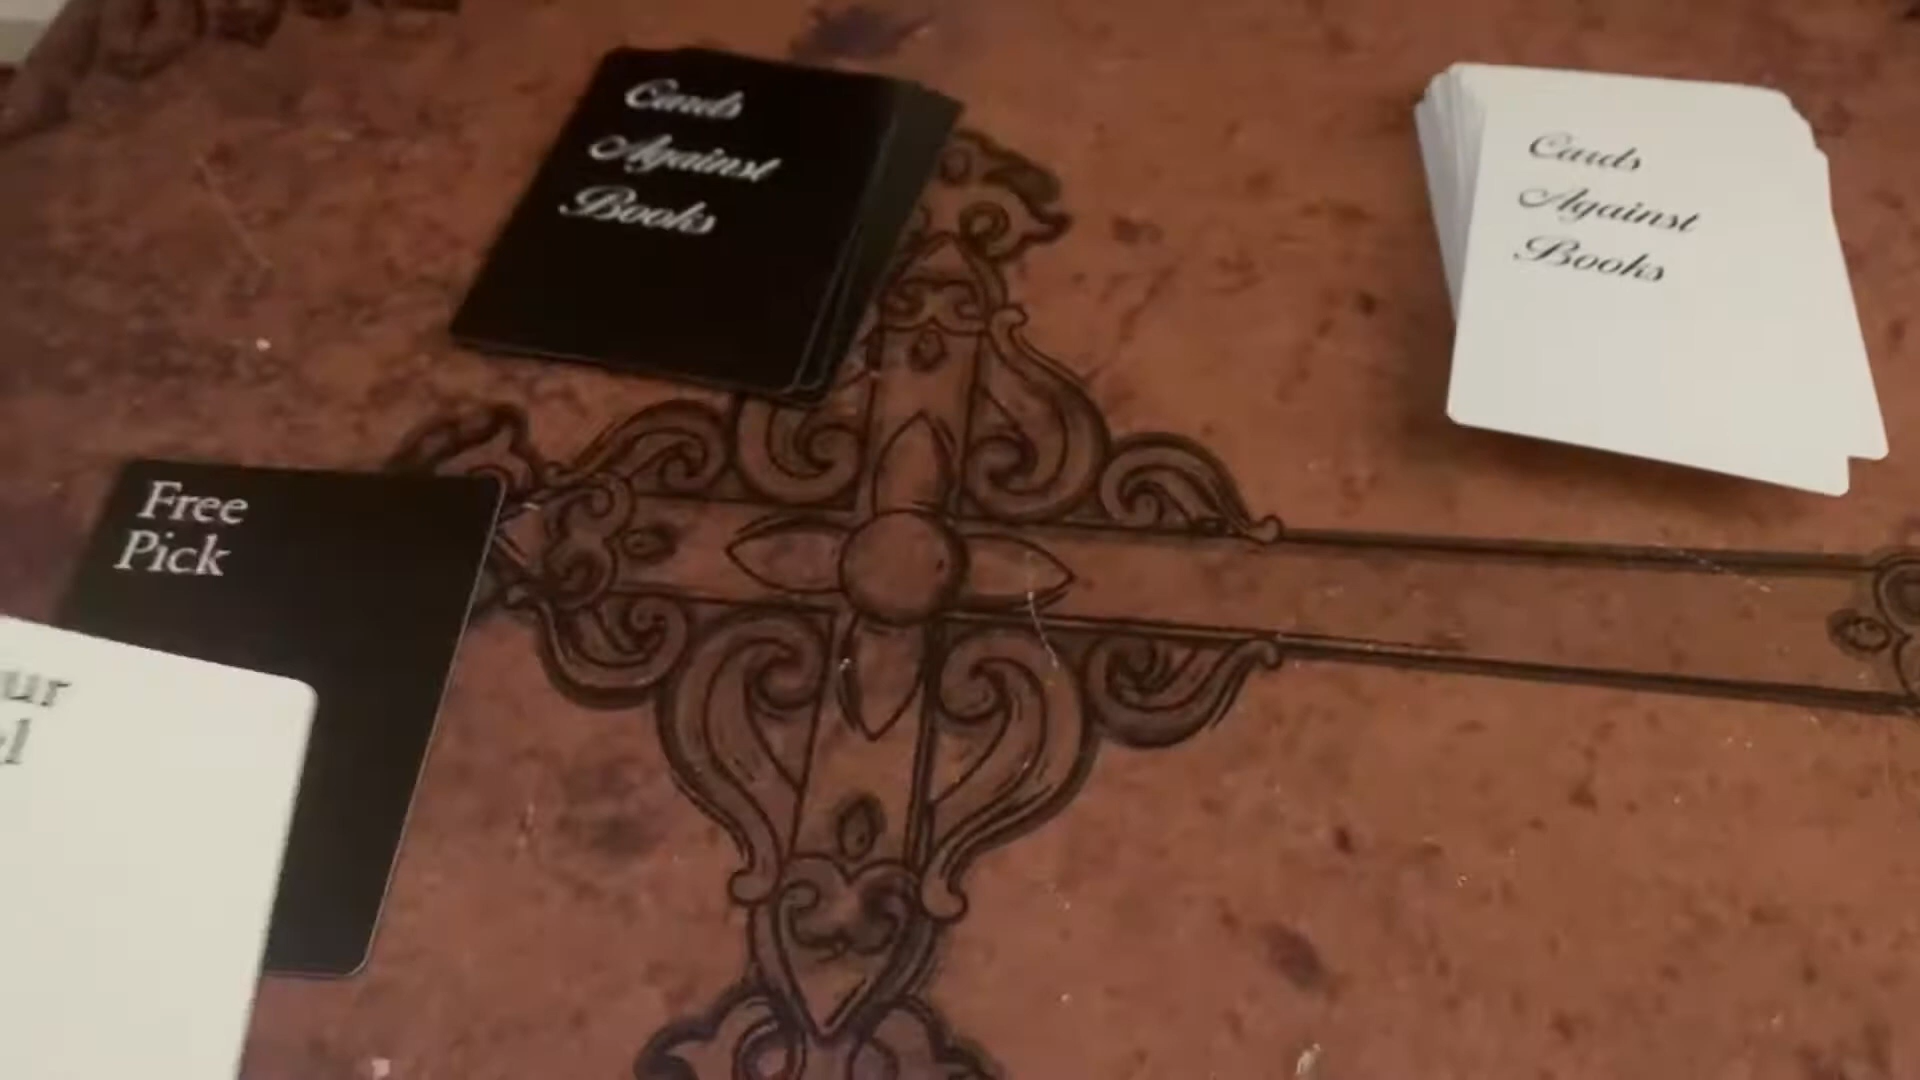 Cards
Against
Books
Cards
Against
Books
Free
Pick